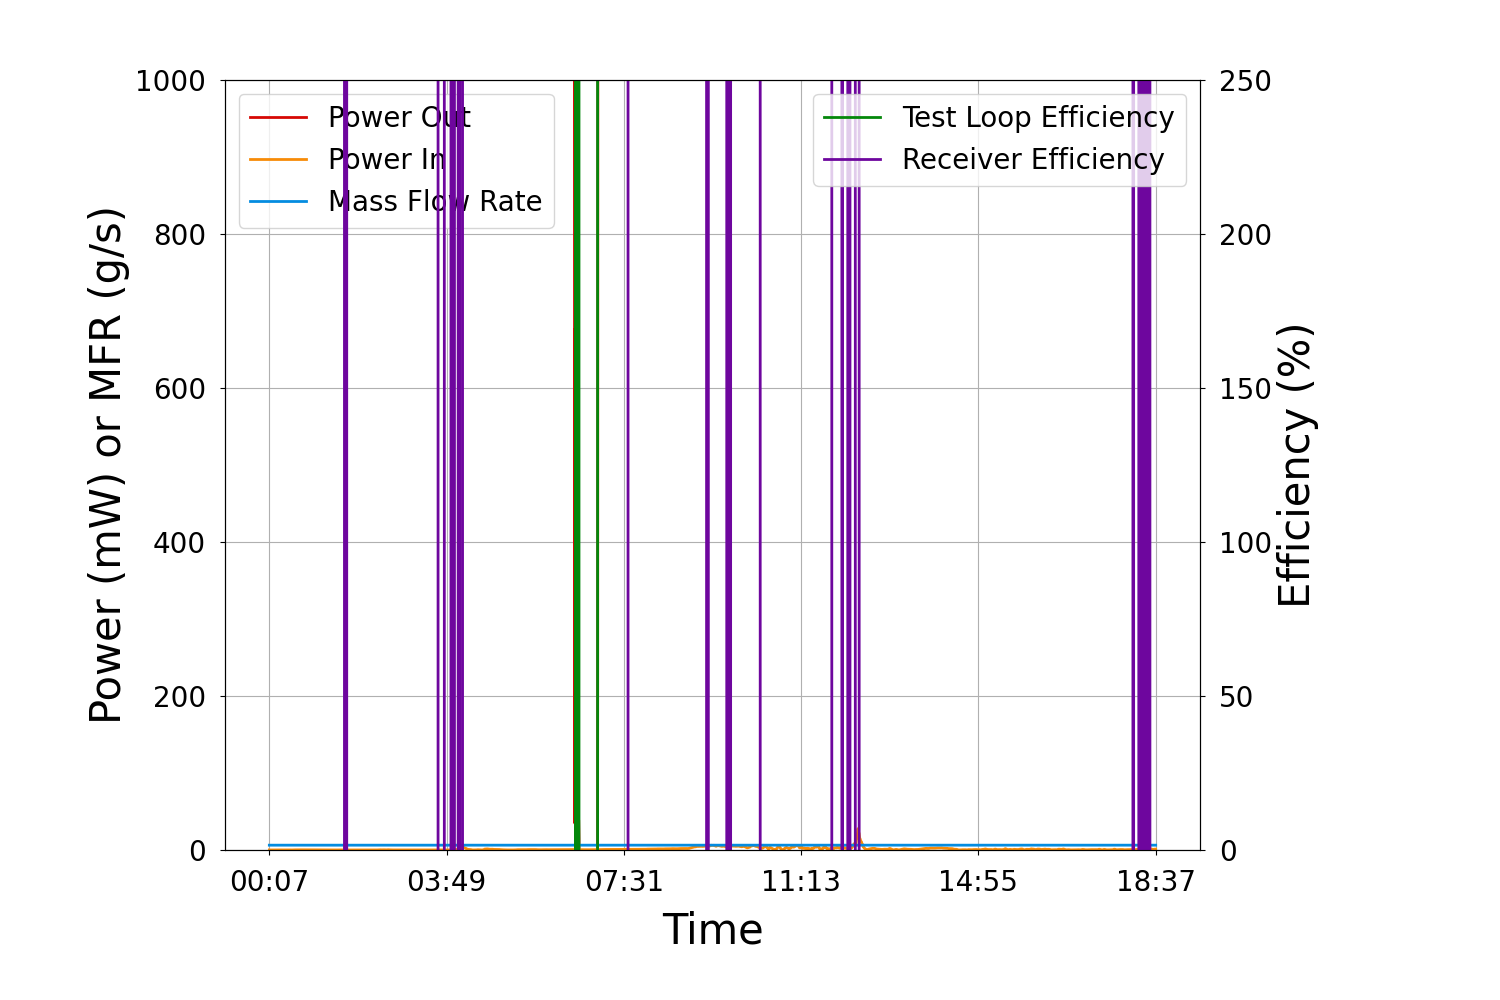 1000
800
600
400
200
0
Power (mW) or MFR (g/s)
Power Out
Power In
Mass Flow Rate
Test Loop Efficiency
Receiver Efficiency
250
200
150
100
50
0
Efficiency (%)
00:07 03:49 07:31 11:13 14:55 18:37
Time